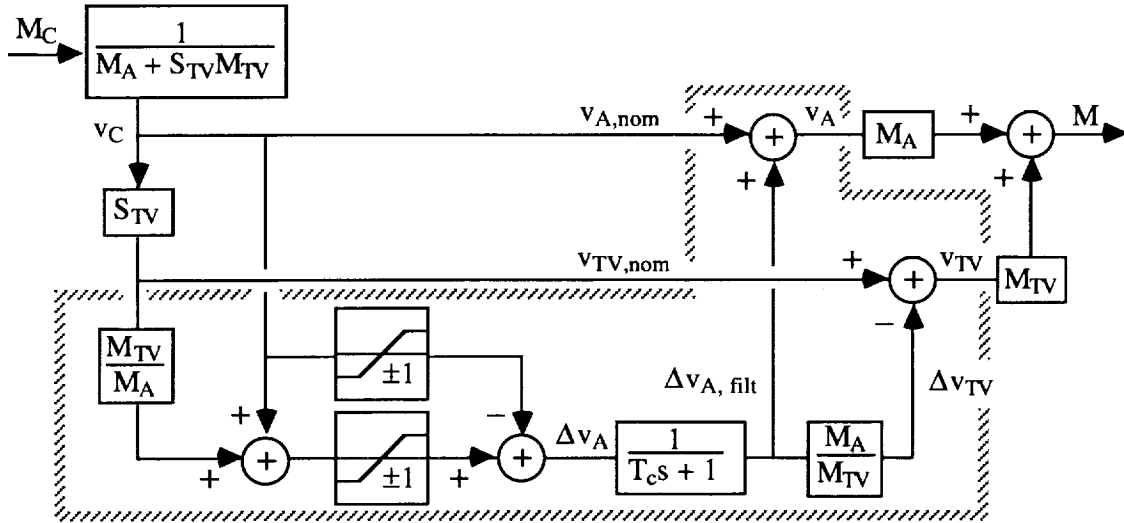 M_C
1
M_A + S_TV M_TV
v_C
v_A,nom
+
+
v_A
M_A
+
+
M
+
+
S_TV
v_TV,nom
+
+
v_TV
M_TV
−
M_TV
M_A
±1
Δv_A, filt
Δv_TV
+
−
+
+
±1
+
+
Δv_A
1
T_c s + 1
M_A
M_TV